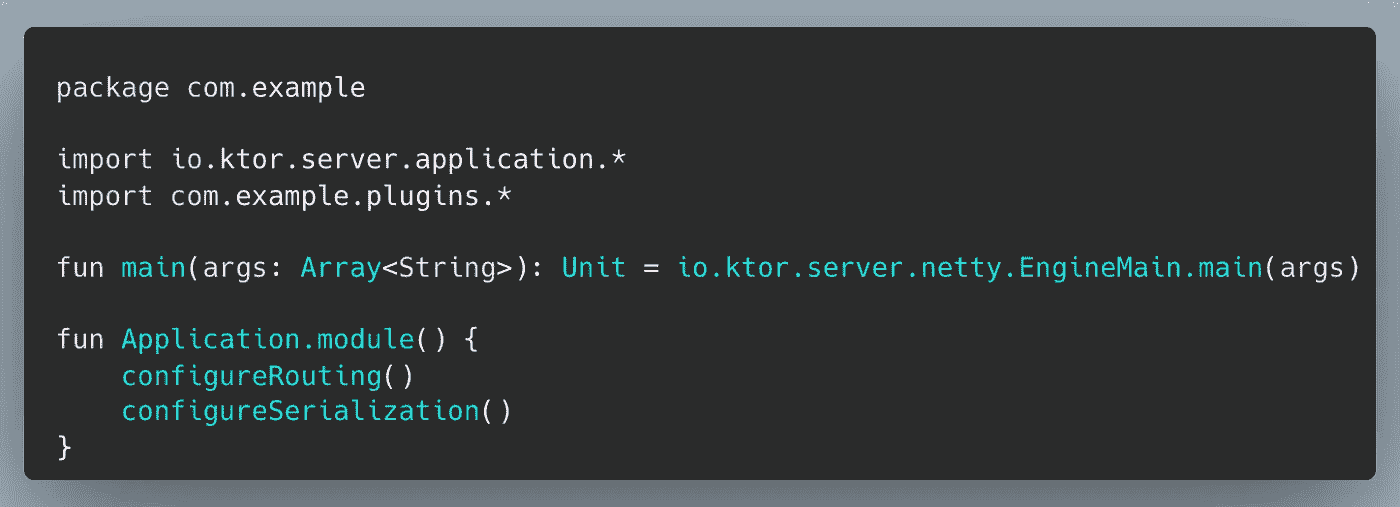 package com.example
import io.ktor.server.application.*
import com.example.plugins.*
fun main(args: Array<String>): Unit = io.ktor.server.netty.EngineMain.main(args)
fun Application.module() {
    configureRouting()
    configureSerialization()
}